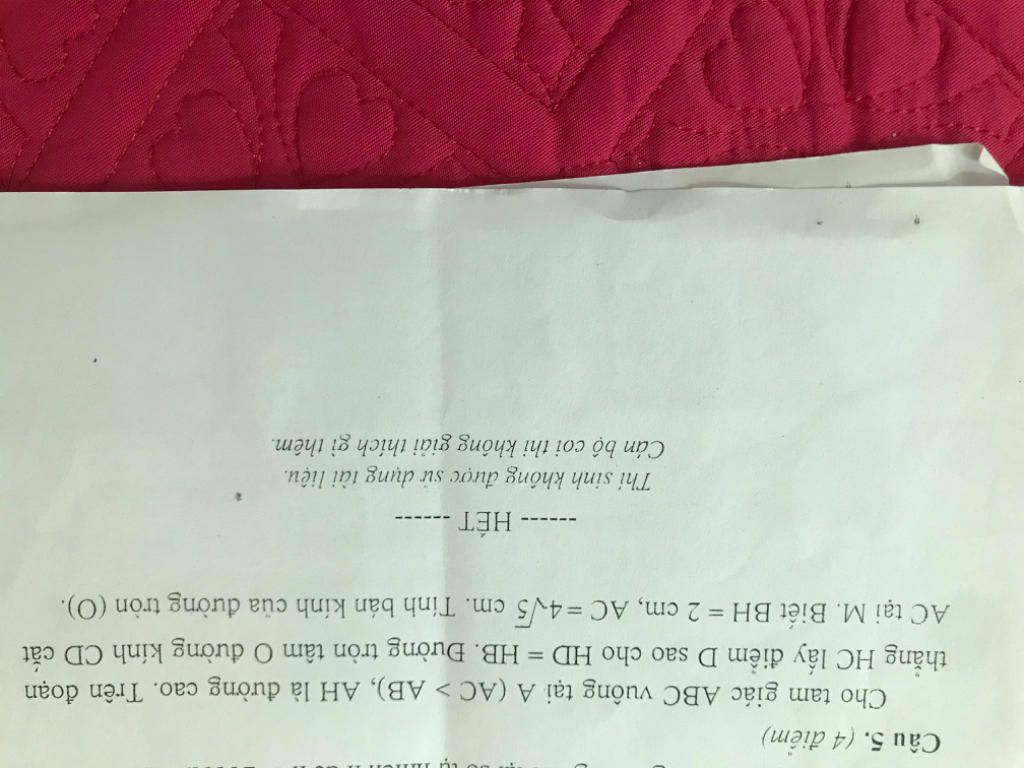 Câu 5. (4 điểm)
Cho tam giác ABC vuông tại A (AC > AB), AH là đường cao. Trên đoạn
thẳng HC lấy điểm D sao cho HD = HB. Đường tròn tâm O đường kính CD cắt
AC tại M. Biết BH = 2 cm, AC = 4√5 cm. Tính bán kính của đường tròn (O).
------ HẾT ------
Thí sinh không được sử dụng tài liệu.
Cán bộ coi thi không giải thích gì thêm.